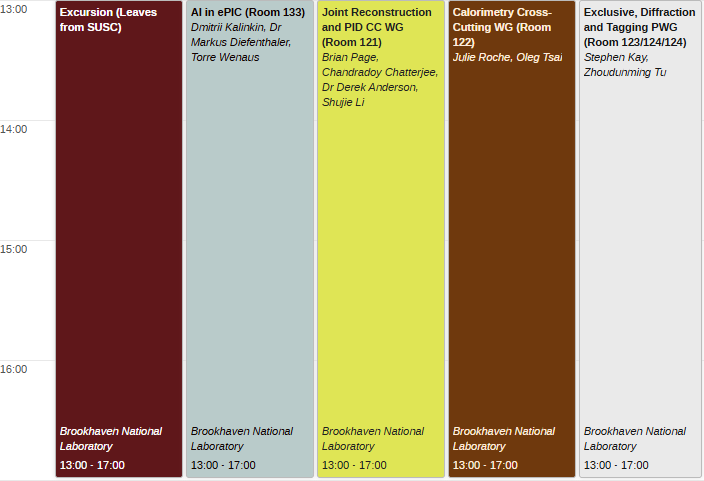 13:00
Excursion (Leaves
from SUSC)
Brookhaven National
Laboratory
13:00 - 17:00
AI in ePIC (Room 133)
Dmitrii Kalinkin, Dr
Markus Diefenthaler,
Torre Wenaus
Brookhaven National
Laboratory
13:00 - 17:00
Joint Reconstruction
and PID CC WG
(Room 121)
Brian Page,
Chandradoy Chatterjee,
Dr Derek Anderson,
Shujie Li
Brookhaven National
Laboratory
13:00 - 17:00
Calorimetry Cross-
Cutting WG (Room
122)
Julie Roche, Oleg Tsai
Brookhaven National
Laboratory
13:00 - 17:00
Exclusive, Diffraction
and Tagging PWG
(Room 123/124/124)
Stephen Kay,
Zhoudunming Tu
Brookhaven National
Laboratory
13:00 - 17:00
14:00
15:00
16:00